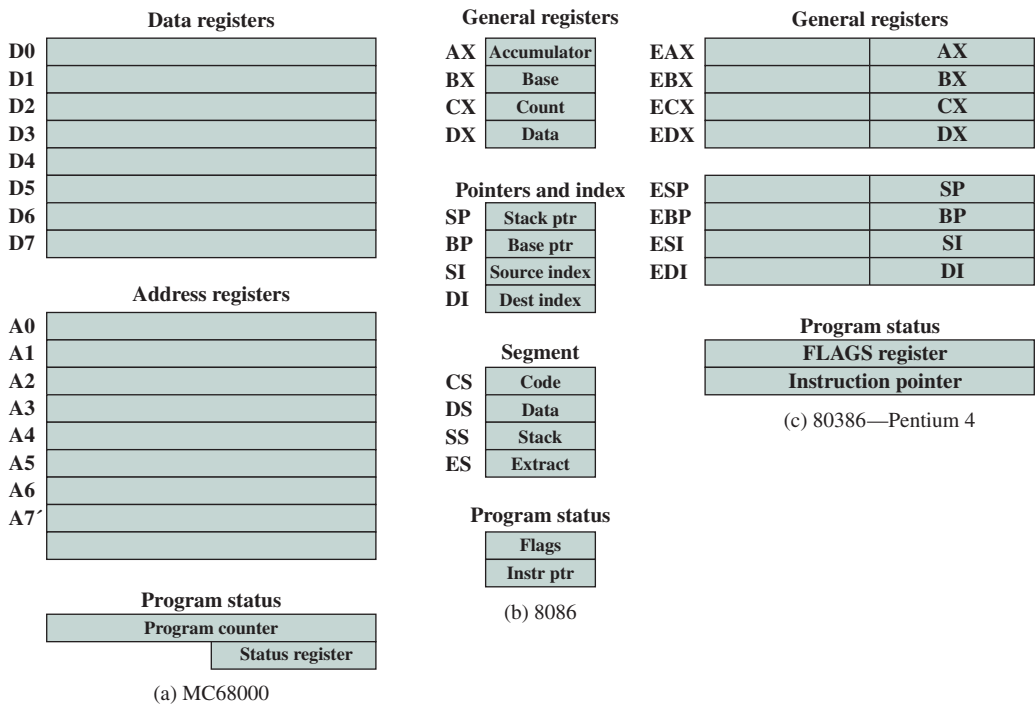 Data registers
D0
D1
D2
D3
D4
D5
D6
D7
Address registers
A0
A1
A2
A3
A4
A5
A6
A7´
Program status
Program counter
Status register
(a) MC68000
General registers
AX Accumulator
BX Base
CX Count
DX Data
Pointers and index
SP Stack ptr
BP Base ptr
SI Source index
DI Dest index
Segment
CS Code
DS Data
SS Stack
ES Extract
Program status
Flags
Instr ptr
(b) 8086
General registers
EAX AX
EBX BX
ECX CX
EDX DX
ESP SP
EBP BP
ESI SI
EDI DI
Program status
FLAGS register
Instruction pointer
(c) 80386—Pentium 4